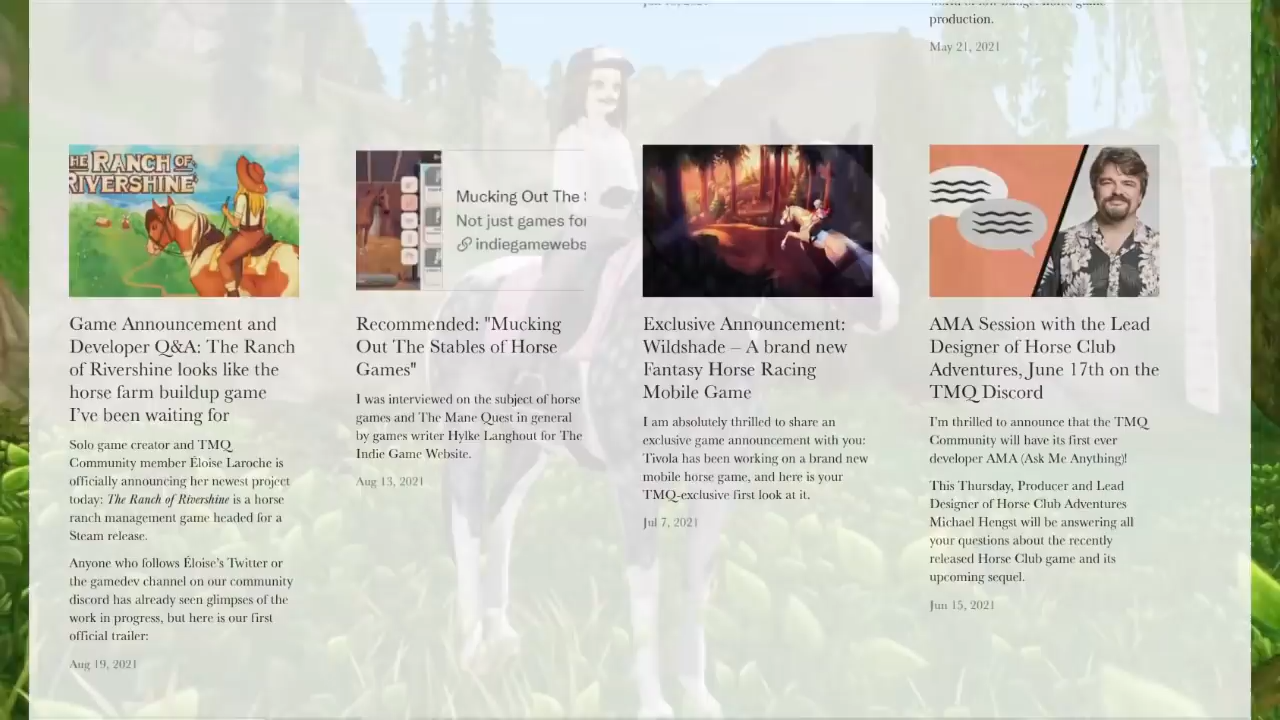 production.
May 21, 2021
HE RANCH OF
RIVERSHINE
Game Announcement and
Developer Q&A: The Ranch
of Rivershine looks like the
horse farm buildup game
I've been waiting for
Solo game creator and TMQ
Community member Éloise Laroche is
officially announcing her newest project
today: The Ranch of Rivershine is a horse
ranch management game headed for a
Steam release.
Anyone who follows Éloise's Twitter or
the gamedev channel on our community
discord has already seen glimpses of the
work in progress, but here is our first
official trailer:
Aug 19, 2021
Mucking Out The
Not just games for
indiegamewebs
Recommended: "Mucking
Out The Stables of Horse
Games"
I was interviewed on the subject of horse
games and The Mane Quest in general
by games writer Hylke Langhout for The
Indie Game Website.
Aug 13, 2021
Exclusive Announcement:
Wildshade – A brand new
Fantasy Horse Racing
Mobile Game
I am absolutely thrilled to share an
exclusive game announcement with you:
Tivola has been working on a brand new
mobile horse game, and here is your
TMQ-exclusive first look at it.
Jul 7, 2021
AMA Session with the Lead
Designer of Horse Club
Adventures, June 17th on the
TMQ Discord
I'm thrilled to announce that the TMQ
Community will have its first ever
developer AMA (Ask Me Anything)!
This Thursday, Producer and Lead
Designer of Horse Club Adventures
Michael Hengst will be answering all
your questions about the recently
released Horse Club game and its
upcoming sequel.
Jun 15, 2021